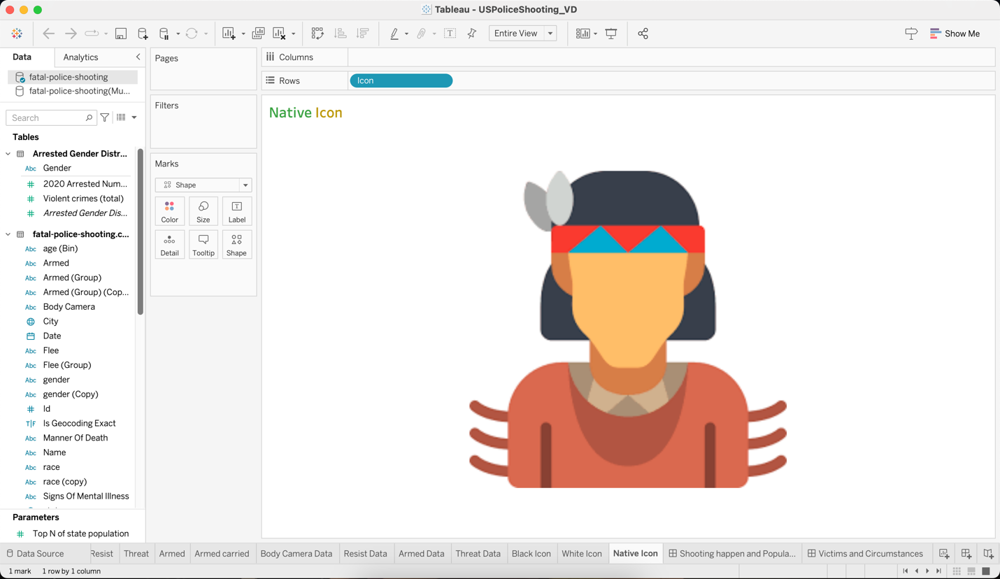 Tableau - USPoliceShooting_VD
Entire View
Show Me
Data
Analytics
fatal-police-shooting
fatal-police-shooting(Mu...
Search
Tables
Arrested Gender Distr...
Abc Gender
2020 Arrested Num...
Violent crimes (total)
Arrested Gender Dis...
fatal-police-shooting.c...
Abc age (Bin)
Abc Armed
Abc Armed (Group)
Abc Armed (Group) (Cop...
Abc Body Camera
City
Date
Abc Flee
Abc Flee (Group)
Abc gender
Abc gender (Copy)
Id
T|F Is Geocoding Exact
Abc Manner Of Death
Abc Name
Abc race
Abc race (copy)
Abc Signs Of Mental Illness
Parameters
Top N of state population
Pages
Filters
Marks
Shape
Color
Size
Label
Detail
Tooltip
Shape
Columns
Rows
Icon
Native Icon
Data Source
Resist
Threat
Armed
Armed carried
Body Camera Data
Resist Data
Armed Data
Threat Data
Black Icon
White Icon
Native Icon
Shooting happen and Popula...
Victims and Circumstances
1 mark
1 row by 1 column